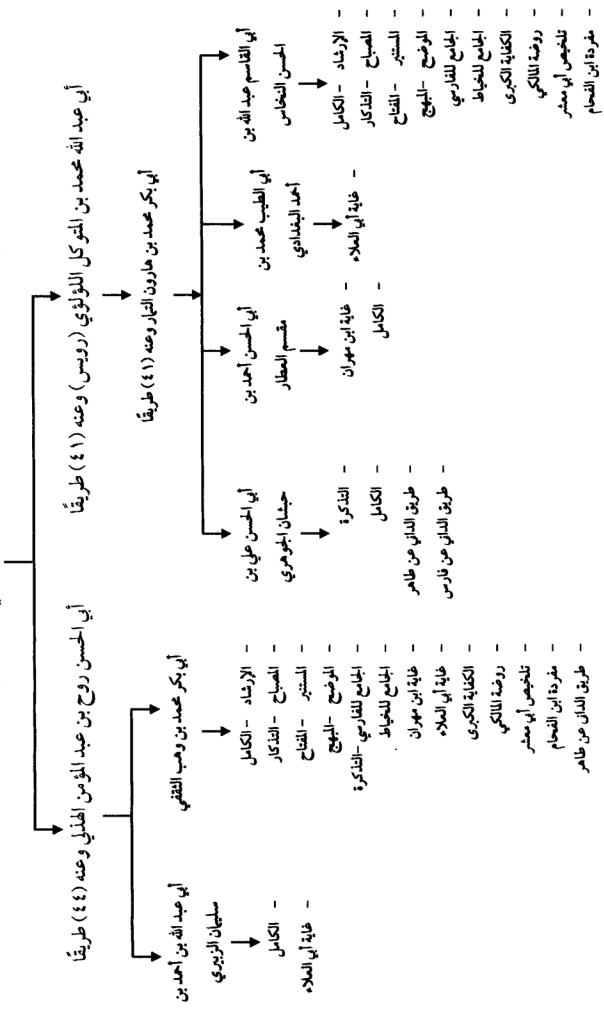 أبي عبد الله محمد بن المتوكل اللؤلؤي (رويس) وعنه (٤١) طريقًا
أبي بكر محمد بن هارون التمار وعنه (٤١) طريقًا
أبي القاسم عبد الله بن
الحسن النخاس
- الإرشاد - الكامل
- المصباح - التذكار
- المستنير - المفتاح
- الموضح - المبهج
- الجامع للفارسي
- الجامع للخياط
- الكفاية الكبرى
- روضة المالكي
- تلخيص أبي معشر
- مفردة ابن الفحام
أبي الطيب محمد بن
أحمد البغدادي
- غاية أبي العلاء
أبي الحسن أحمد بن
مقسم العطار
- غاية ابن مهران
- الكامل
أبي الحسن علي بن
حبشان الجوهري
- التذكرة
- الكامل
- طريق الداني عن طاهر
- طريق الداني عن فارس
أبي الحسن روح بن عبد المؤمن الهذلي وعنه (٤٤) طريقًا
أبي بكر محمد بن وهب الثقفي
- الإرشاد - الكامل
- المصباح - التذكار
- المستنير - المفتاح
- الموضح - المبهج
- الجامع للفارسي - التذكرة
- الجامع للخياط
- غاية ابن مهران
- غاية أبي العلاء
- الكفاية الكبرى
- روضة المالكي
- تلخيص أبي معشر
- مفردة ابن الفحام
- طريق الداني عن طاهر
أبي عبد الله بن أحمد بن
سليمان الزبيري
- الكامل
- غاية أبي العلاء